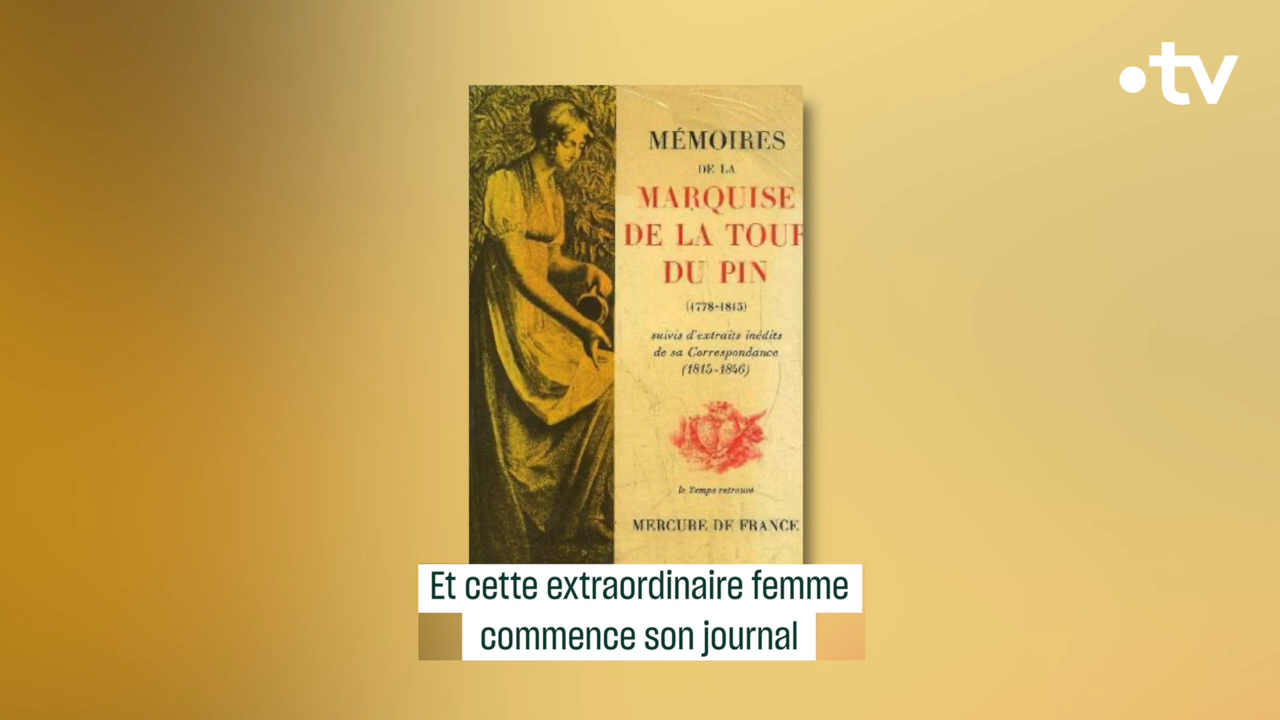 •tv
MÉMOIRES
DE LA
MARQUISE
DE LA TOUR
DU PIN
(1778-1815)
suivis d'extraits inédits
de sa Correspondance
(1815-1846)
le Temps retrouvé
MERCURE DE FRANCE
Et cette extraordinaire femme
commence son journal